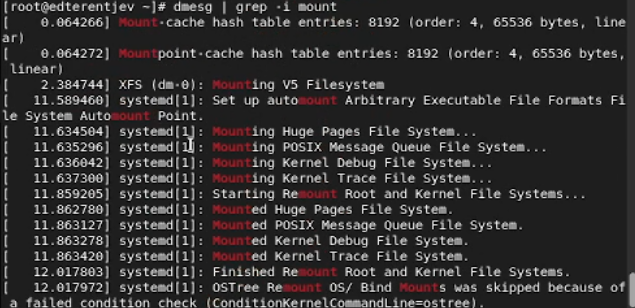 [root@edterentjev ~]# dmesg | grep -i mount
[    0.064266] Mount-cache hash table entries: 8192 (order: 4, 65536 bytes, line
ar)
[    0.064272] Mountpoint-cache hash table entries: 8192 (order: 4, 65536 bytes,
 linear)
[    2.384744] XFS (dm-0): Mounting V5 Filesystem
[   11.589460] systemd[1]: Set up automount Arbitrary Executable File Formats Fi
le System Automount Point.
[   11.634504] systemd[1]: Mounting Huge Pages File System...
[   11.635296] systemd[1]: Mounting POSIX Message Queue File System...
[   11.636042] systemd[1]: Mounting Kernel Debug File System...
[   11.637300] systemd[1]: Mounting Kernel Trace File System...
[   11.859205] systemd[1]: Starting Remount Root and Kernel File Systems...
[   11.862780] systemd[1]: Mounted Huge Pages File System.
[   11.863127] systemd[1]: Mounted POSIX Message Queue File System.
[   11.863278] systemd[1]: Mounted Kernel Debug File System.
[   11.863420] systemd[1]: Mounted Kernel Trace File System.
[   12.017803] systemd[1]: Finished Remount Root and Kernel File Systems.
[   12.017972] systemd[1]: OSTree Remount OS/ Bind Mounts was skipped because of
 a failed condition check (ConditionKernelCommandLine=ostree).